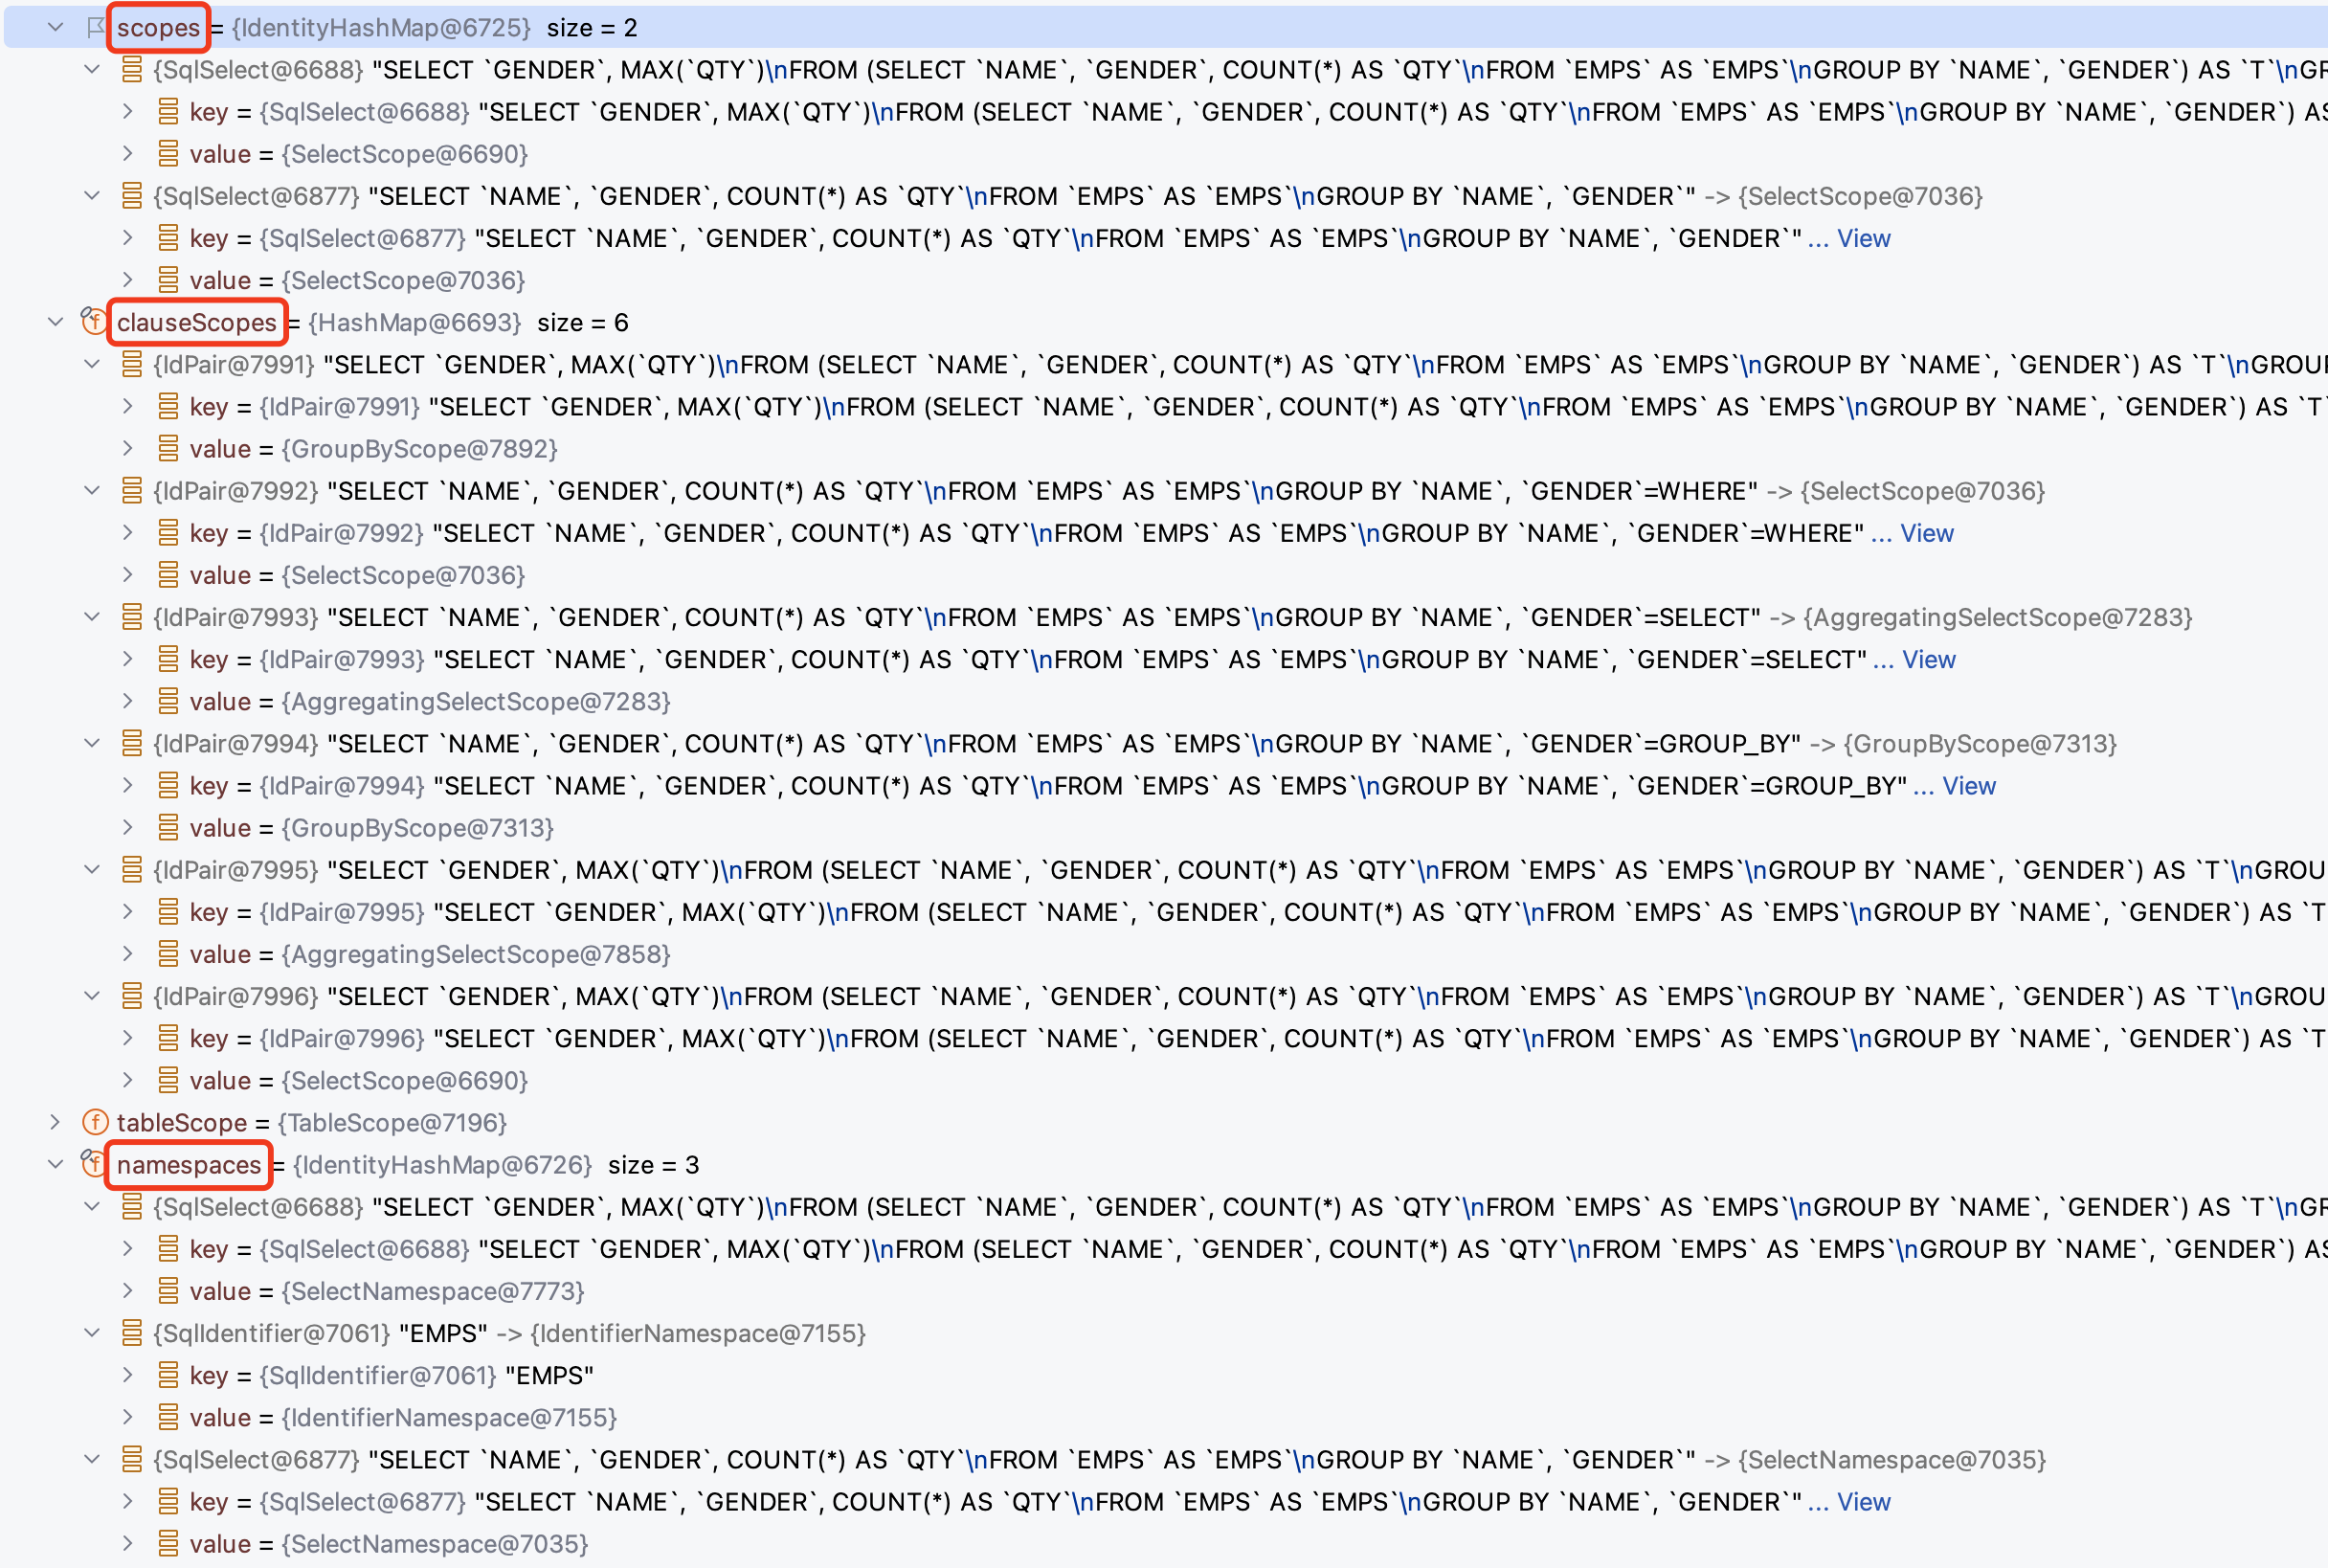 scopes = {IdentityHashMap@6725} size = 2
{SqlSelect@6688} "SELECT `GENDER`, MAX(`QTY`)\nFROM (SELECT `NAME`, `GENDER`, COUNT(*) AS `QTY`\nFROM `EMPS` AS `EMPS`\nGROUP BY `NAME`, `GENDER`) AS `T`\nGR
key = {SqlSelect@6688} "SELECT `GENDER`, MAX(`QTY`)\nFROM (SELECT `NAME`, `GENDER`, COUNT(*) AS `QTY`\nFROM `EMPS` AS `EMPS`\nGROUP BY `NAME`, `GENDER`) AS
value = {SelectScope@6690}
{SqlSelect@6877} "SELECT `NAME`, `GENDER`, COUNT(*) AS `QTY`\nFROM `EMPS` AS `EMPS`\nGROUP BY `NAME`, `GENDER`" -> {SelectScope@7036}
key = {SqlSelect@6877} "SELECT `NAME`, `GENDER`, COUNT(*) AS `QTY`\nFROM `EMPS` AS `EMPS`\nGROUP BY `NAME`, `GENDER`" ... View
value = {SelectScope@7036}
clauseScopes = {HashMap@6693} size = 6
{IdPair@7991} "SELECT `GENDER`, MAX(`QTY`)\nFROM (SELECT `NAME`, `GENDER`, COUNT(*) AS `QTY`\nFROM `EMPS` AS `EMPS`\nGROUP BY `NAME`, `GENDER`) AS `T`\nGROUP
key = {IdPair@7991} "SELECT `GENDER`, MAX(`QTY`)\nFROM (SELECT `NAME`, `GENDER`, COUNT(*) AS `QTY`\nFROM `EMPS` AS `EMPS`\nGROUP BY `NAME`, `GENDER`) AS `T`
value = {GroupByScope@7892}
{IdPair@7992} "SELECT `NAME`, `GENDER`, COUNT(*) AS `QTY`\nFROM `EMPS` AS `EMPS`\nGROUP BY `NAME`, `GENDER`=WHERE" -> {SelectScope@7036}
key = {IdPair@7992} "SELECT `NAME`, `GENDER`, COUNT(*) AS `QTY`\nFROM `EMPS` AS `EMPS`\nGROUP BY `NAME`, `GENDER`=WHERE" ... View
value = {SelectScope@7036}
{IdPair@7993} "SELECT `NAME`, `GENDER`, COUNT(*) AS `QTY`\nFROM `EMPS` AS `EMPS`\nGROUP BY `NAME`, `GENDER`=SELECT" -> {AggregatingSelectScope@7283}
key = {IdPair@7993} "SELECT `NAME`, `GENDER`, COUNT(*) AS `QTY`\nFROM `EMPS` AS `EMPS`\nGROUP BY `NAME`, `GENDER`=SELECT" ... View
value = {AggregatingSelectScope@7283}
{IdPair@7994} "SELECT `NAME`, `GENDER`, COUNT(*) AS `QTY`\nFROM `EMPS` AS `EMPS`\nGROUP BY `NAME`, `GENDER`=GROUP_BY" -> {GroupByScope@7313}
key = {IdPair@7994} "SELECT `NAME`, `GENDER`, COUNT(*) AS `QTY`\nFROM `EMPS` AS `EMPS`\nGROUP BY `NAME`, `GENDER`=GROUP_BY" ... View
value = {GroupByScope@7313}
{IdPair@7995} "SELECT `GENDER`, MAX(`QTY`)\nFROM (SELECT `NAME`, `GENDER`, COUNT(*) AS `QTY`\nFROM `EMPS` AS `EMPS`\nGROUP BY `NAME`, `GENDER`) AS `T`\nGROU
key = {IdPair@7995} "SELECT `GENDER`, MAX(`QTY`)\nFROM (SELECT `NAME`, `GENDER`, COUNT(*) AS `QTY`\nFROM `EMPS` AS `EMPS`\nGROUP BY `NAME`, `GENDER`) AS `T
value = {AggregatingSelectScope@7858}
{IdPair@7996} "SELECT `GENDER`, MAX(`QTY`)\nFROM (SELECT `NAME`, `GENDER`, COUNT(*) AS `QTY`\nFROM `EMPS` AS `EMPS`\nGROUP BY `NAME`, `GENDER`) AS `T`\nGROU
key = {IdPair@7996} "SELECT `GENDER`, MAX(`QTY`)\nFROM (SELECT `NAME`, `GENDER`, COUNT(*) AS `QTY`\nFROM `EMPS` AS `EMPS`\nGROUP BY `NAME`, `GENDER`) AS `T
value = {SelectScope@6690}
tableScope = {TableScope@7196}
namespaces = {IdentityHashMap@6726} size = 3
{SqlSelect@6688} "SELECT `GENDER`, MAX(`QTY`)\nFROM (SELECT `NAME`, `GENDER`, COUNT(*) AS `QTY`\nFROM `EMPS` AS `EMPS`\nGROUP BY `NAME`, `GENDER`) AS `T`\nGR
key = {SqlSelect@6688} "SELECT `GENDER`, MAX(`QTY`)\nFROM (SELECT `NAME`, `GENDER`, COUNT(*) AS `QTY`\nFROM `EMPS` AS `EMPS`\nGROUP BY `NAME`, `GENDER`) AS
value = {SelectNamespace@7773}
{SqlIdentifier@7061} "EMPS" -> {IdentifierNamespace@7155}
key = {SqlIdentifier@7061} "EMPS"
value = {IdentifierNamespace@7155}
{SqlSelect@6877} "SELECT `NAME`, `GENDER`, COUNT(*) AS `QTY`\nFROM `EMPS` AS `EMPS`\nGROUP BY `NAME`, `GENDER`" -> {SelectNamespace@7035}
key = {SqlSelect@6877} "SELECT `NAME`, `GENDER`, COUNT(*) AS `QTY`\nFROM `EMPS` AS `EMPS`\nGROUP BY `NAME`, `GENDER`" ... View
value = {SelectNamespace@7035}